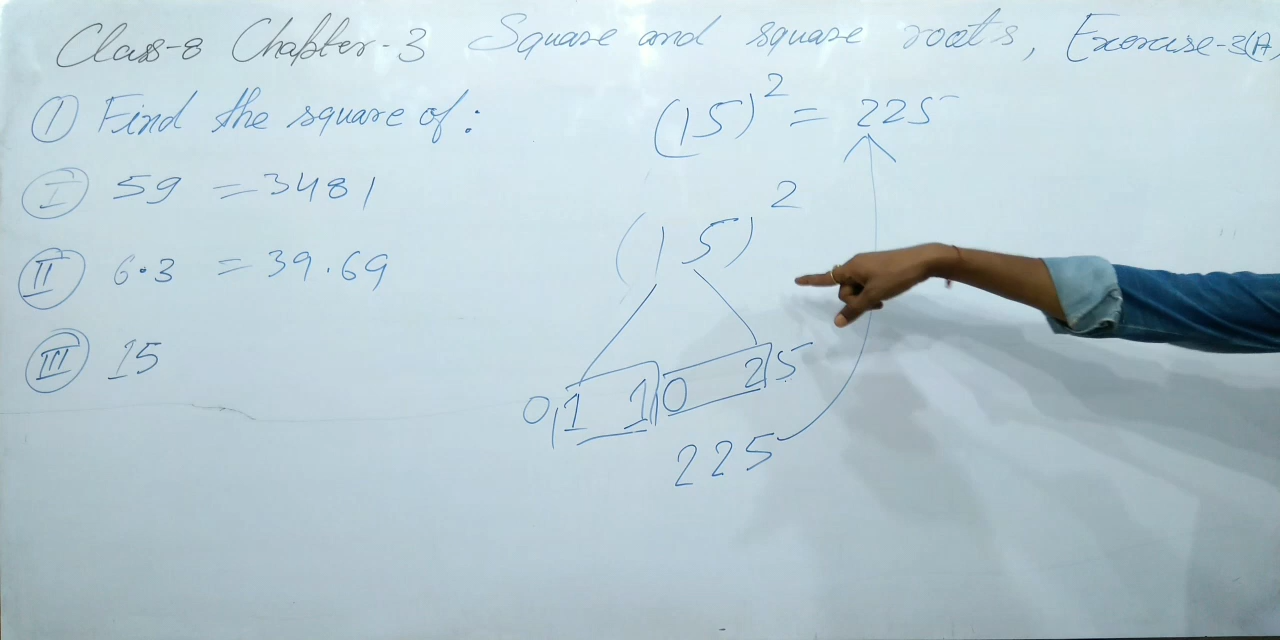 Class-8 Chapter-3 Square and square roots, Exercise-3(A)
① Find the square of :
Ⅰ 59 = 3481
Ⅱ 6.3 = 39.69
Ⅲ 15
(15)² = 225
(15)²
0|1 1|0 2|5
225